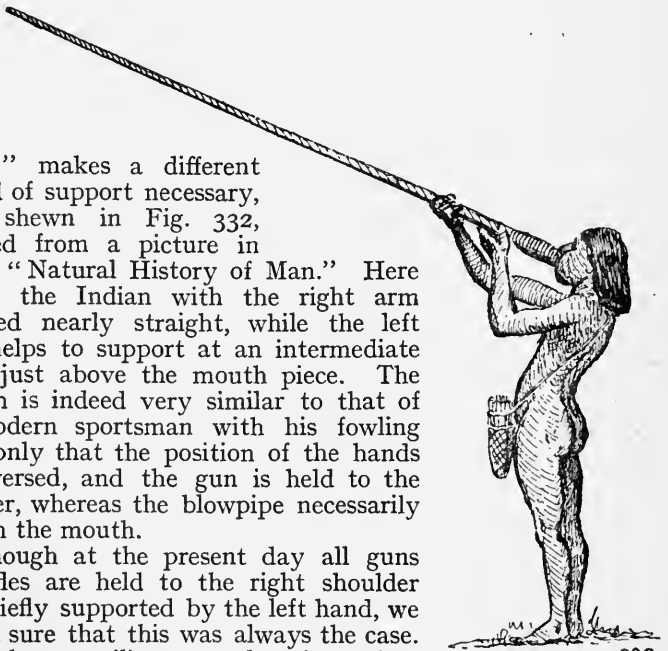 ” makes a different
of support necessary,
shewn in Fig. 332,
from a picture in
“Natural History of Man.” Here
the Indian with the right arm
nearly straight, while the left
helps to support at an intermediate
just above the mouth piece. The
is indeed very similar to that of
sportsman with his fowling
only that the position of the hands
and the gun is held to the
whereas the blowpipe necessarily
the mouth.
at the present day all guns
are held to the right shoulder
supported by the left hand, we
sure that this was always the case.